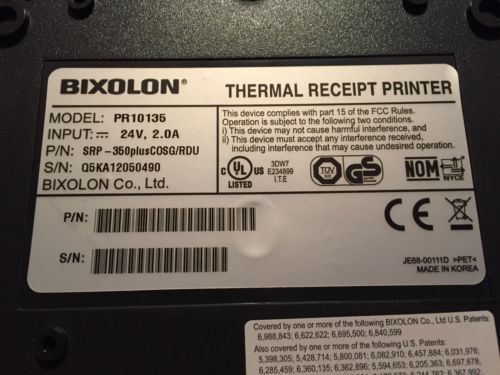 BIXOLON®
THERMAL RECEIPT PRINTER
MODEL: PR10135
INPUT: 24V, 2.0A
P/N: SRP-350plusCOSG/RDU
S/N: Q5KA12050490
BIXOLON Co., Ltd.
This device complies with part 15 of the FCC Rules.
Operation is subject to the following two conditions.
i) This device may not cause harmful interference, and
ii) This device must accept any interference received,
including interference that may cause undesired operation.
c UL US
LISTED
3DW7
E234899
I.T.E
TÜV
GS
NOM
NYCE
P/N:
S/N:
CE
JE68-00111D >PET<
MADE IN KOREA
Covered by one or more of the following BIXOLON Co., Ltd U.S. Patents:
6,988,843; 6,622,622; 6,695,500; 6,840,599
Also covered by one or more of the following U.S. Patents:
5,398,305; 5,428,714; 5,800,081; 6,082,910; 6,457,884; 6,031,976;
6,285,459; 6,360,135; 6,362,896; 6,594,653; 6,205,363; 6,697,678;